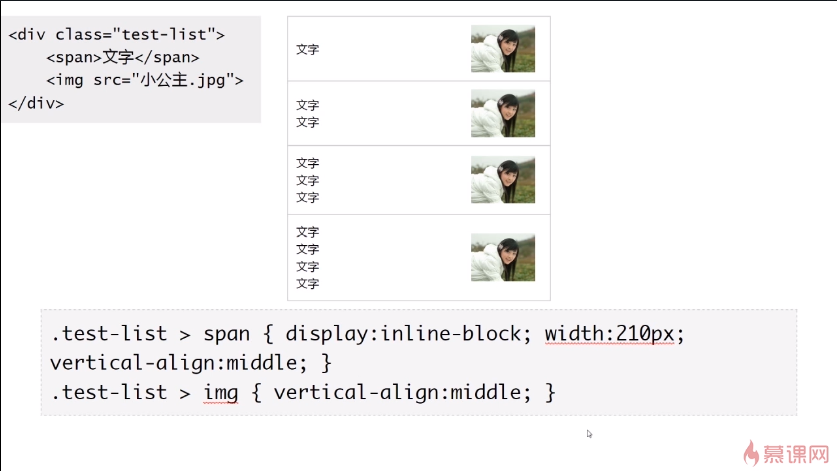 <div class="test-list">
<span>文字</span>
<img src="小公主.jpg">
</div>
文字
文字
文字
文字
文字
文字
文字
文字
文字
文字
.test-list > span { display:inline-block; width:210px;
vertical-align:middle; }
.test-list > img { vertical-align:middle; }
慕课网